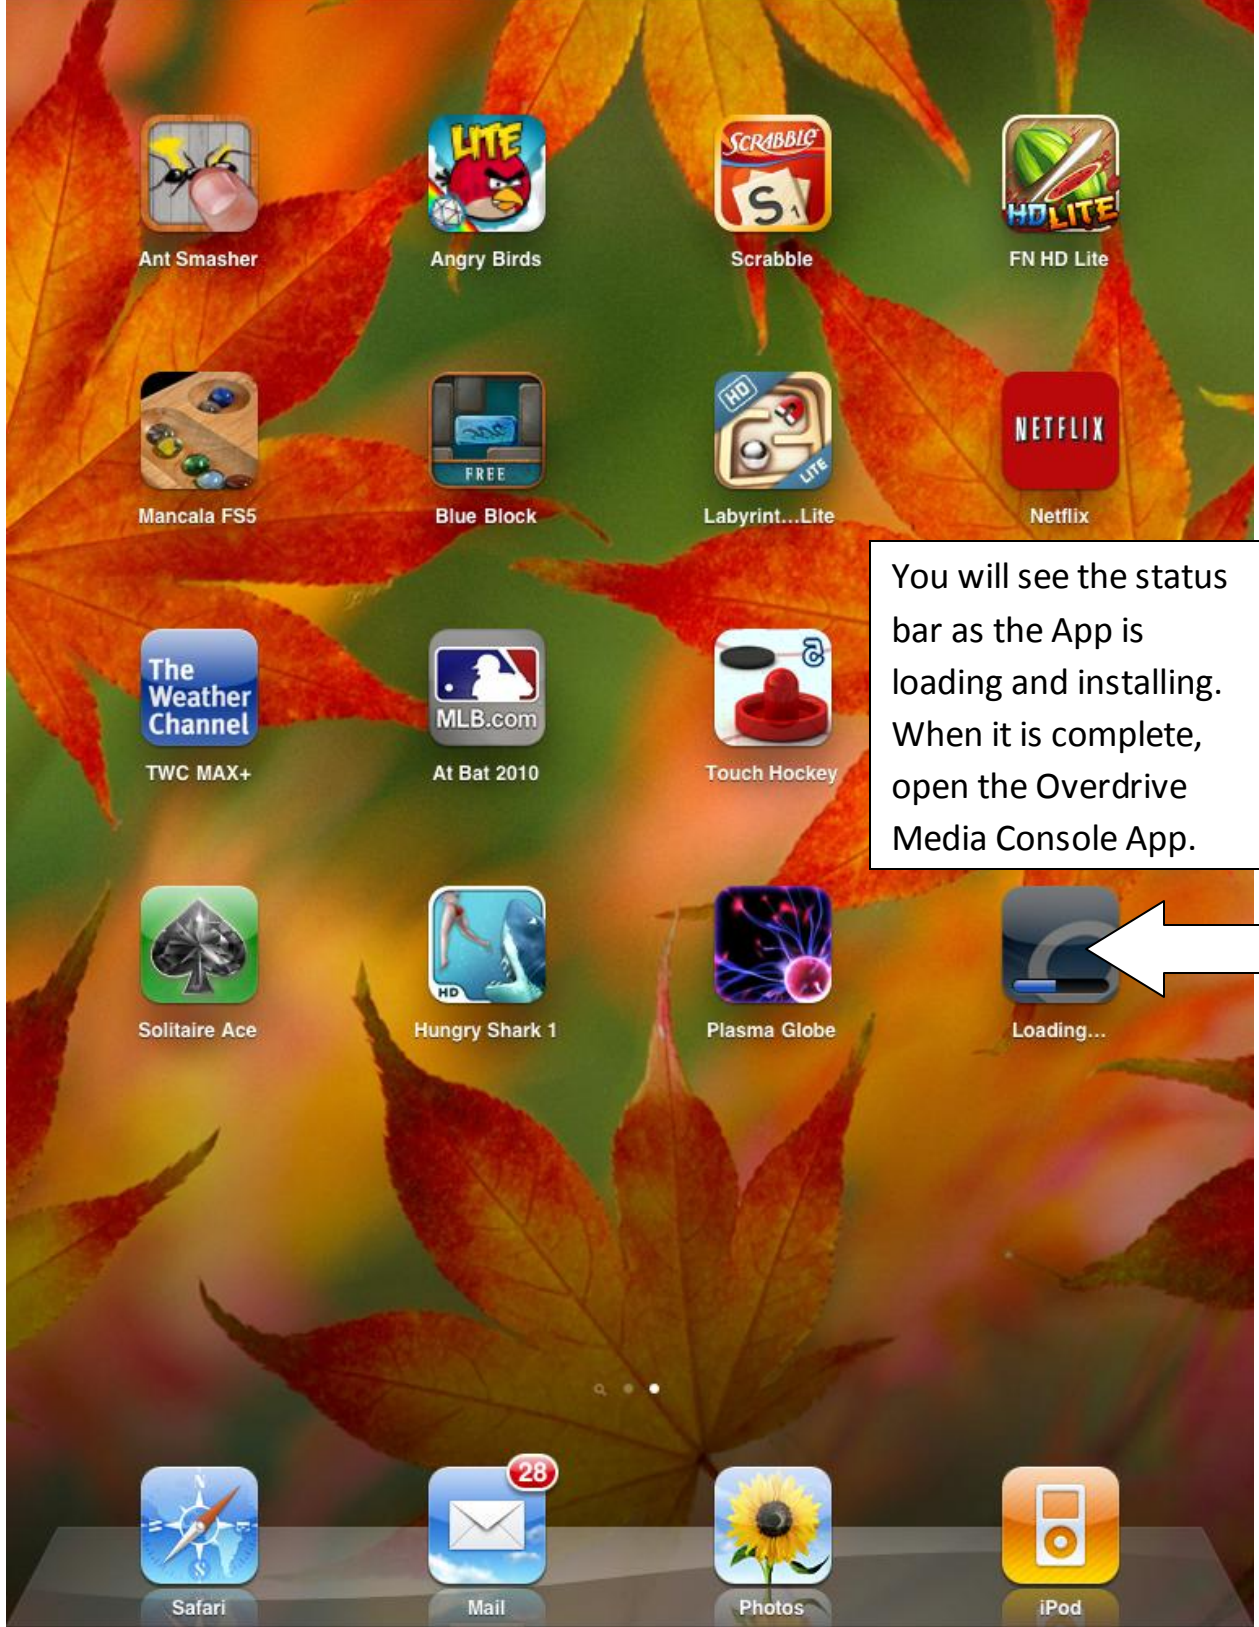 LITE
SCRABBLE
S1
HD LITE
Ant Smasher
Angry Birds
Scrabble
FN HD Lite
FREE
HD
LITE
NETFLIX
Mancala FS5
Blue Block
Labyrint...Lite
Netflix
You will see the status
bar as the App is
loading and installing.
When it is complete,
open the Overdrive
Media Console App.
The
Weather
Channel
MLB.com
TWC MAX+
At Bat 2010
Touch Hockey
HD
Solitaire Ace
Hungry Shark 1
Plasma Globe
Loading...
28
N
S
Safari
Mail
Photos
iPod